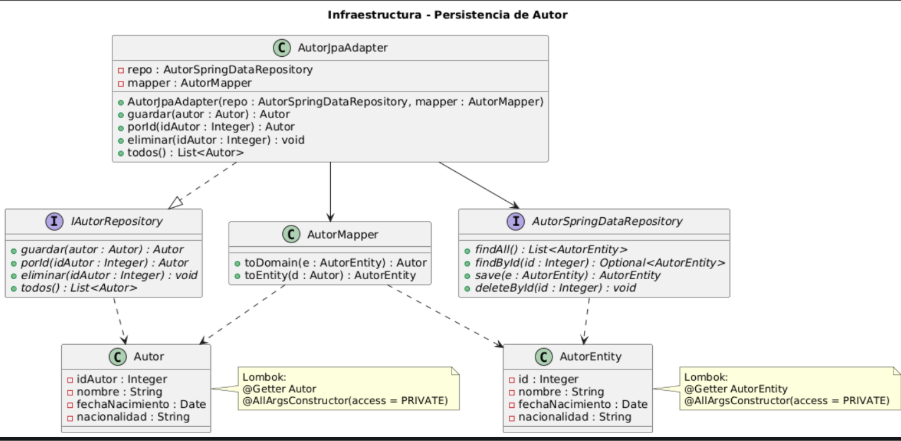 Infraestructura - Persistencia de Autor
C AutorJpaAdapter
repo : AutorSpringDataRepository
mapper : AutorMapper
AutorJpaAdapter(repo : AutorSpringDataRepository, mapper : AutorMapper)
guardar(autor : Autor) : Autor
porId(idAutor : Integer) : Autor
eliminar(idAutor : Integer) : void
todos() : List<Autor>
I IAutorRepository
guardar(autor : Autor) : Autor
porId(idAutor : Integer) : Autor
eliminar(idAutor : Integer) : void
todos() : List<Autor>
C AutorMapper
toDomain(e : AutorEntity) : Autor
toEntity(d : Autor) : AutorEntity
I AutorSpringDataRepository
findAll() : List<AutorEntity>
findById(id : Integer) : Optional<AutorEntity>
save(e : AutorEntity) : AutorEntity
deleteById(id : Integer) : void
C Autor
idAutor : Integer
nombre : String
fechaNacimiento : Date
nacionalidad : String
Lombok:
@Getter Autor
@AllArgsConstructor(access = PRIVATE)
C AutorEntity
id : Integer
nombre : String
fechaNacimiento : Date
nacionalidad : String
Lombok:
@Getter AutorEntity
@AllArgsConstructor(access = PRIVATE)